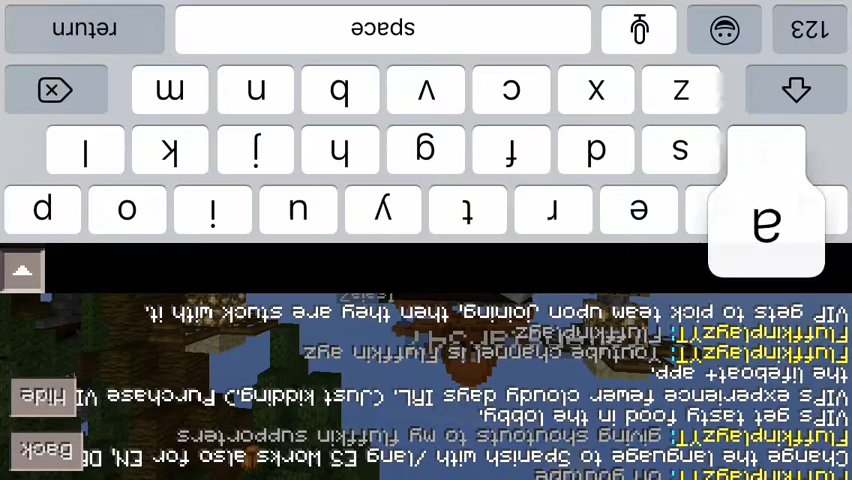 FluffkinplayzYT: on youtube
Change the language to Spanish with /lang ES Works also for EN, DE
Back
FluffkinplayzYT: giving shoutouts to my fluffkin supporters
VIPs get tasty food in the lobby.
VIPs experience fewer cloudy days IRL. (Just kidding.) Purchase VI
Hide
the lifeboat+ app.
FluffkinplayzYT: Youtube channel is Fluffkin ayz
FluffkinplayzYT: Fluffkinplayz
VIP gets to pick team upon joining, then they are stuck with it.
e r t y u i o p
a s d f g h j k l
z x c v b n m
123 space return